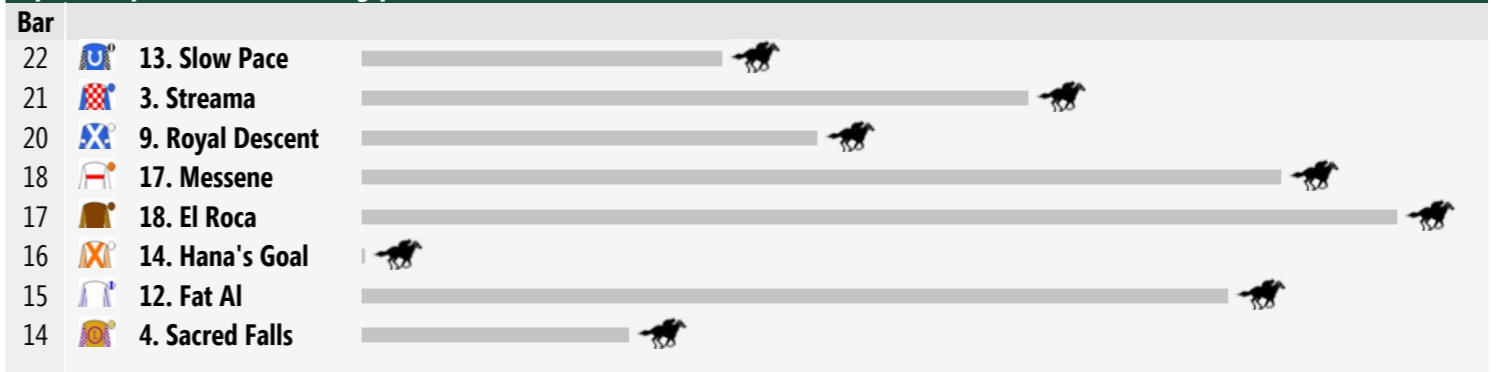 Bar
22 13. Slow Pace
21 3. Streama
20 9. Royal Descent
18 17. Messene
17 18. El Roca
16 14. Hana's Goal
15 12. Fat Al
14 4. Sacred Falls